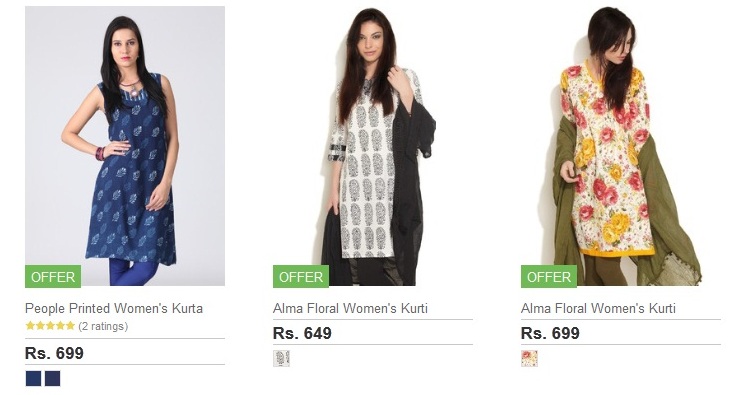 OFFER
People Printed Women's Kurta
(2 ratings)
Rs. 699
OFFER
Alma Floral Women's Kurti
Rs. 649
OFFER
Alma Floral Women's Kurti
Rs. 699